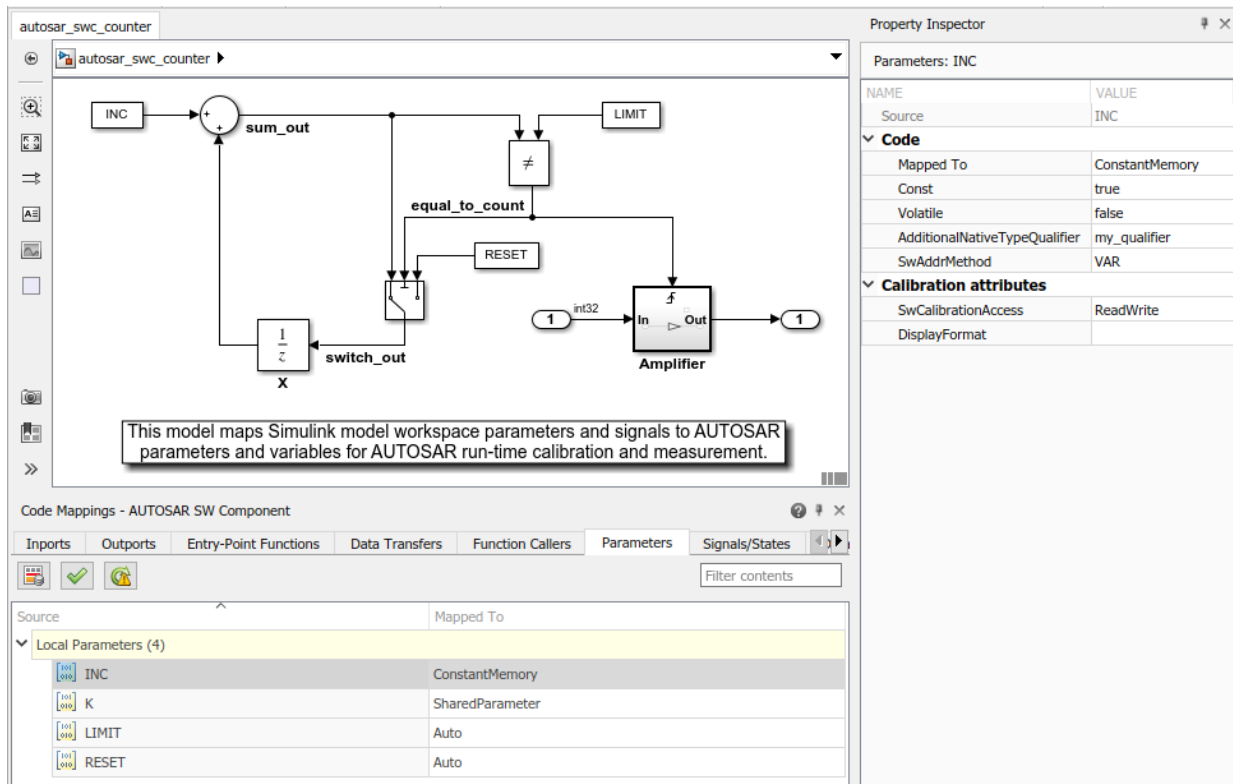 autosar_swc_counter
autosar_swc_counter
INC
+
+
sum_out
LIMIT
≠
equal_to_count
RESET
1
int32
In
Out
1
Amplifier
1
z
X
switch_out
This model maps Simulink model workspace parameters and signals to AUTOSAR
parameters and variables for AUTOSAR run-time calibration and measurement.
Property Inspector
Parameters: INC
NAME VALUE
Source INC
Code
Mapped To ConstantMemory
Const true
Volatile false
AdditionalNativeTypeQualifier my_qualifier
SwAddrMethod VAR
Calibration attributes
SwCalibrationAccess ReadWrite
DisplayFormat
Code Mappings - AUTOSAR SW Component
Inports Outports Entry-Point Functions Data Transfers Function Callers Parameters Signals/States
Filter contents
Source Mapped To
Local Parameters (4)
INC ConstantMemory
K SharedParameter
LIMIT Auto
RESET Auto